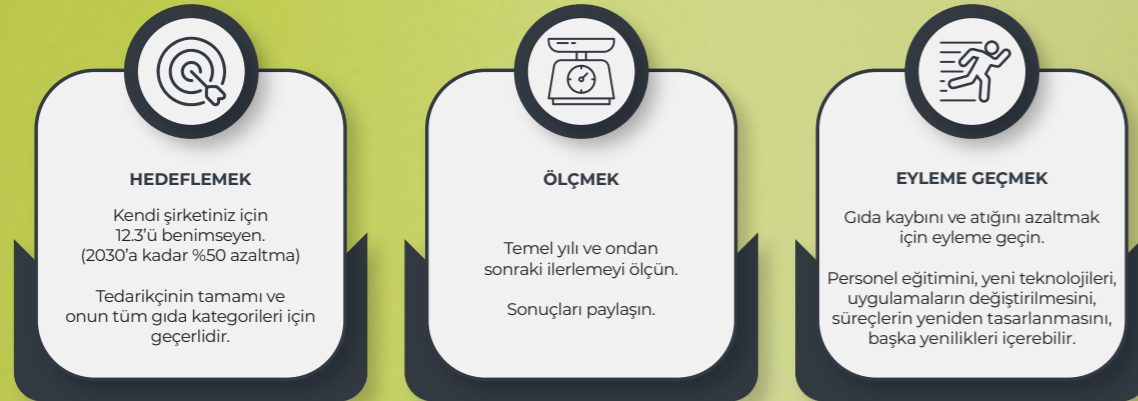 HEDEFLEMEK
Kendi şirketiniz için
12.3’ü benimseyen.
(2030’a kadar %50 azaltma)
Tedarikçinin tamamı ve
onun tüm gıda kategorileri için
geçerlidir.
ÖLÇMEK
Temel yılı ve ondan
sonraki ilerlemeyi ölçün.
Sonuçları paylaşın.
EYLEME GEÇMEK
Gıda kaybını ve atığını azaltmak
için eyleme geçin.
Personel eğitimini, yeni teknolojileri,
uygulamaların değiştirilmesini,
süreçlerin yeniden tasarlanmasını,
başka yenilikleri içerebilir.